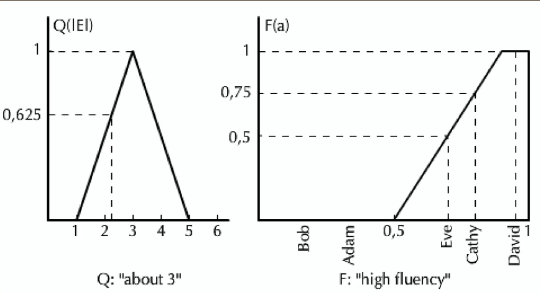 Q(|E|)
1
0,625
1 2 3 4 5 6
Q: "about 3"
F(a)
1
0,75
0,5
Bob
Adam
0,5
Eve
Cathy
David
1
F: "high fluency"